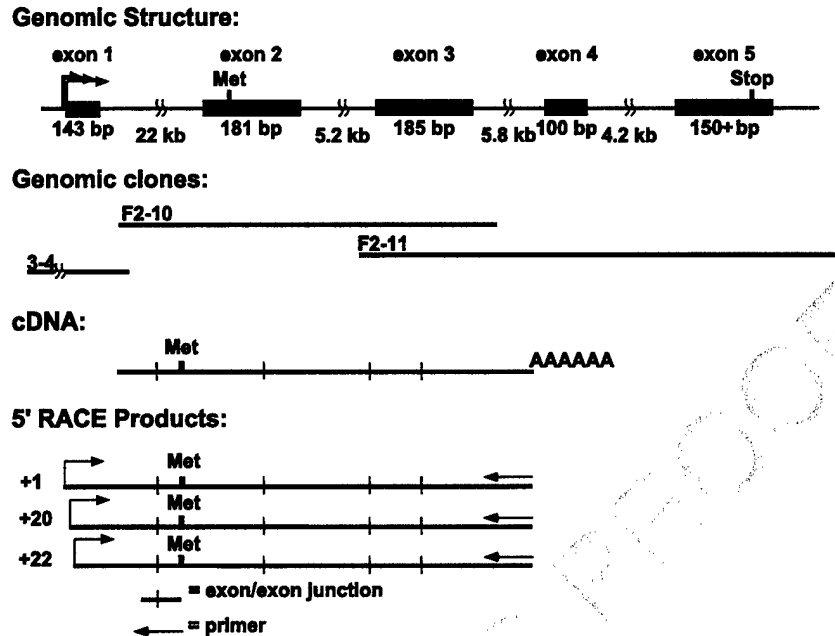 Genomic Structure:
exon 1 exon 2 exon 3 exon 4 exon 5
Met Stop
143 bp 22 kb 181 bp 5.2 kb 185 bp 5.8 kb 100 bp 4.2 kb 150+ bp
Genomic clones:
F2-10
F2-11
3-4
cDNA:
Met AAAAAA
5' RACE Products:
Met
+1
Met
+20
Met
+22
= exon/exon junction
= primer